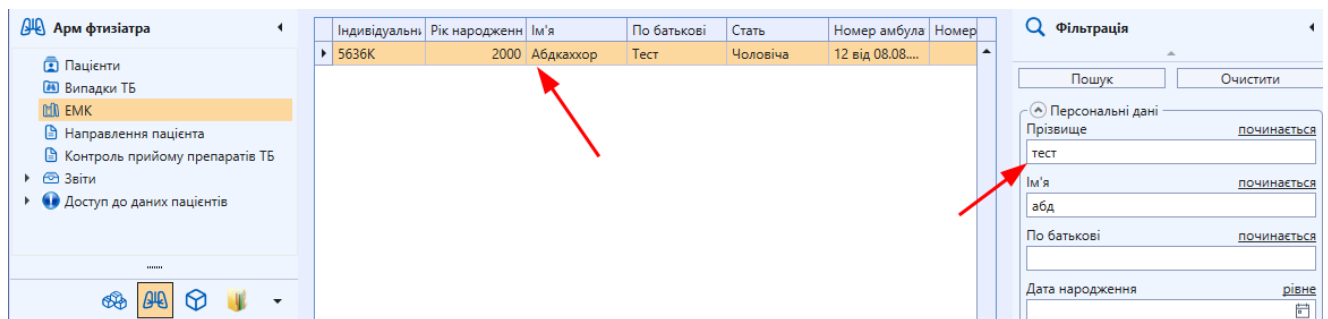 Арм фтизіатра
Пацієнти
Випадки ТБ
ЕМК
Направлення пацієнта
Контроль прийому препаратів ТБ
Звіти
Доступ до даних пацієнтів
Індивідуальн Рік народженн Ім'я По батькові Стать Номер амбула Номер
5636К 2000 Абдкаххор Тест Чоловіча 12 від 08.08....
Фільтрація
Пошук Очистити
Персональні дані
Прізвище починається
тест
Ім'я починається
абд
По батькові починається
Дата народження рівне